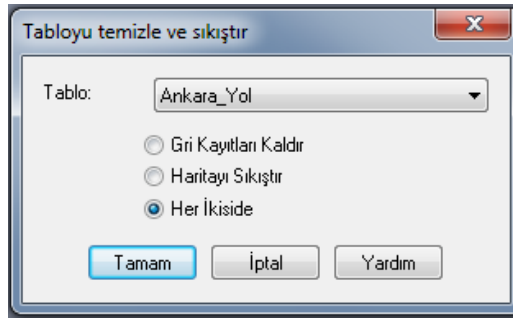 Tabloyu temizle ve sıkıştır
Tablo: Ankara_Yol
Gri Kayıtları Kaldır
Haritayı Sıkıştır
Her İkiside
Tamam İptal Yardım